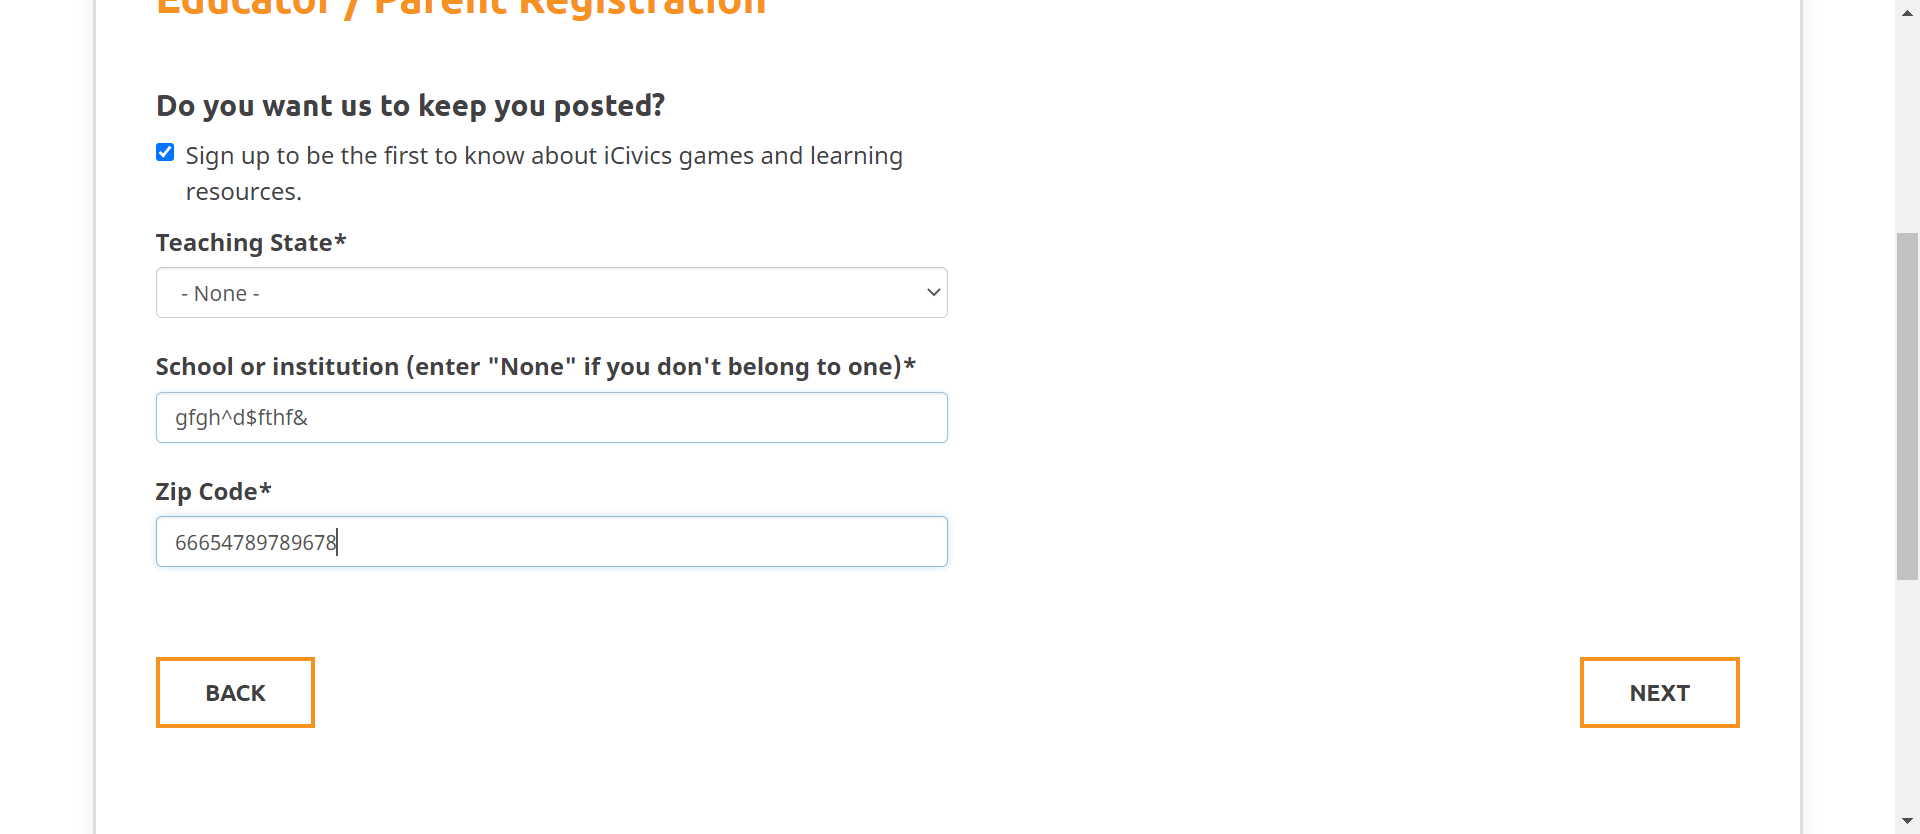 Educator / Parent Registration
Do you want us to keep you posted?
Sign up to be the first to know about iCivics games and learning
resources.
Teaching State*
- None -
School or institution (enter "None" if you don't belong to one)*
gfgh^d$fthf&
Zip Code*
66654789789678
BACK
NEXT